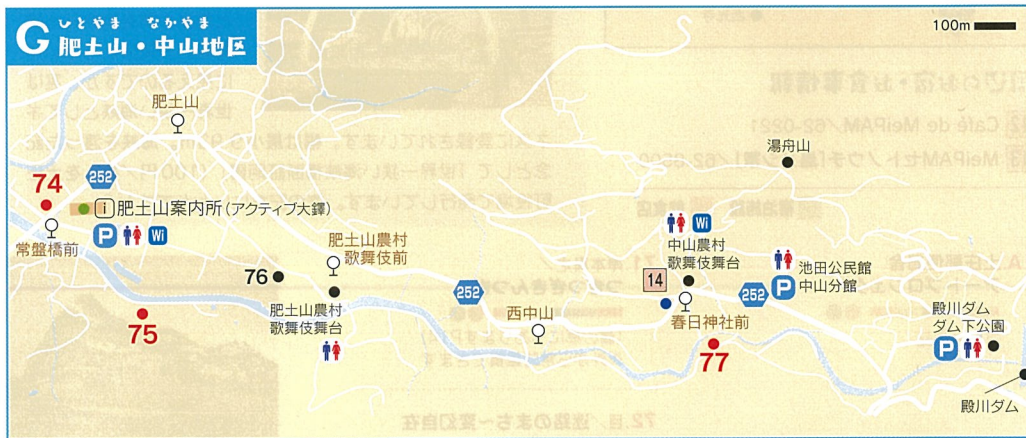 G
ひとやま なかやま
肥土山・中山地区
100m
肥土山
湯舟山
74
252
i 肥土山案内所(アクティブ大鐸)
P Wi
常盤橋前
肥土山農村
歌舞伎前
76
肥土山農村
歌舞伎舞台
75
252
西中山
Wi
中山農村
歌舞伎舞台
14
春日神社前
77
252
P
池田公民館
中山分館
殿川ダム
ダム下公園
P
殿川ダム